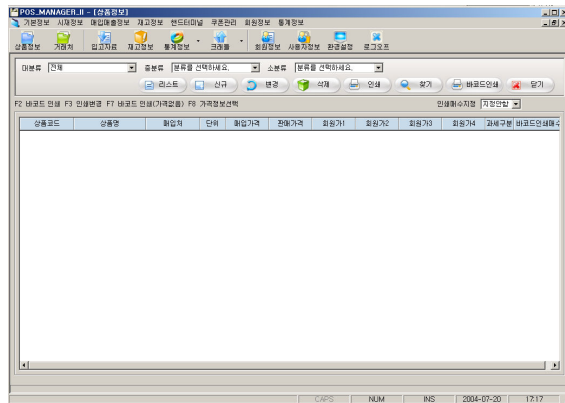 POS_MANAGER_II - [상품정보]
기본정보 시재정보 매입매출정보 재고정보 핸드터미널 쿠폰관리 회원정보 통계정보
상품정보 거래처 입고자료 재고정보 통계정보 크래들 회원정보 사용자정보 환경설정 로그오프
대분류 전체 중분류 [분류를 선택하세요. 소분류 [분류를 선택하세요.
리스트 신규 변경 삭제 인쇄 찾기 바코드인쇄 닫기
F2 바코드 인쇄 F3 인쇄변경 F7 바코드 인쇄(가격없음) F8 가격정보선택 인쇄매수지정 지정안함
상품코드 상품명 매입처 단위 매입가격 판매가격 회원가1 회원가2 회원가3 회원가4 과세구분 바코드인쇄매수
CAPS NUM INS 2004-07-20 17:17